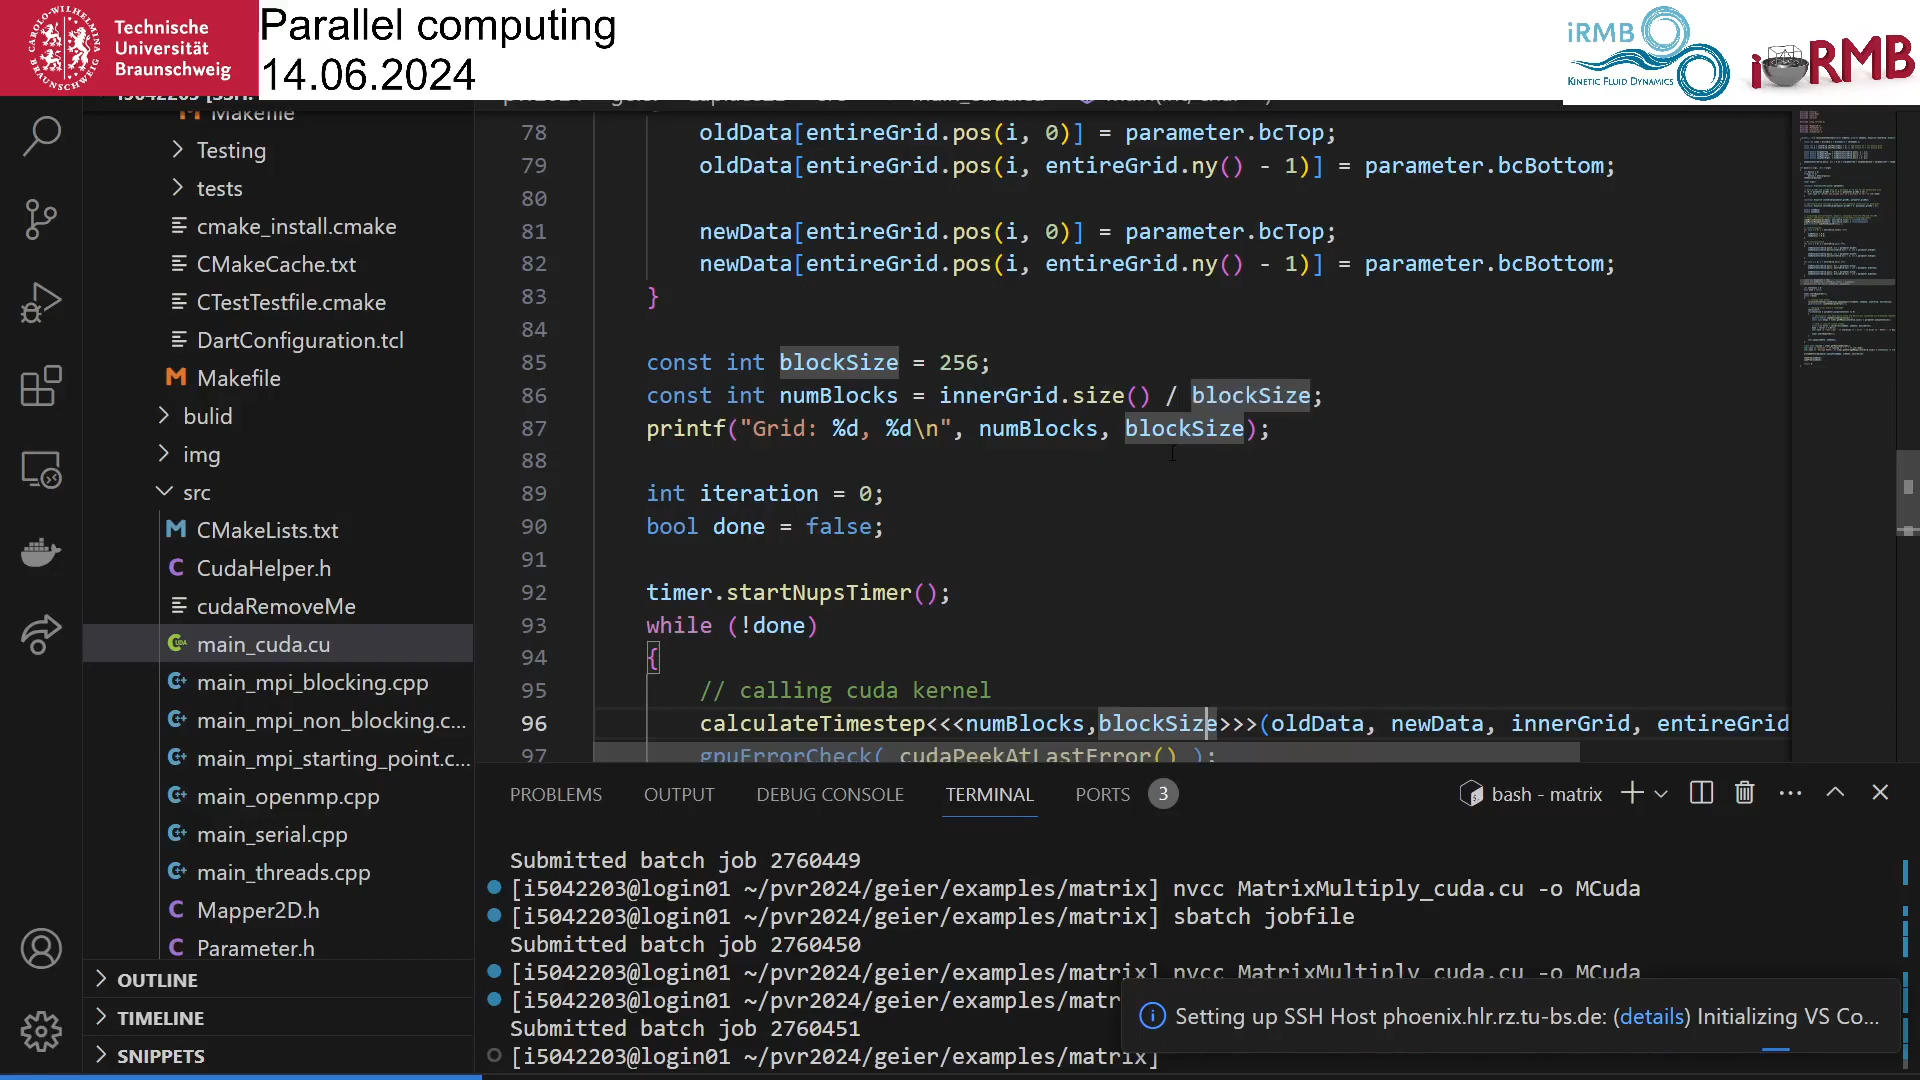 Technische
Universität
Braunschweig
CAROLO-WILHELMINA
Parallel computing
14.06.2024
iRMB
KINETIC FLUID DYNAMICS
iRMB
Makefile
Testing
tests
cmake_install.cmake
CMakeCache.txt
CTestTestfile.cmake
DartConfiguration.tcl
Makefile
bulid
img
src
CMakeLists.txt
CudaHelper.h
cudaRemoveMe
main_cuda.cu
main_mpi_blocking.cpp
main_mpi_non_blocking.c...
main_mpi_starting_point.c...
main_openmp.cpp
main_serial.cpp
main_threads.cpp
Mapper2D.h
Parameter.h
OUTLINE
TIMELINE
SNIPPETS
78 oldData[entireGrid.pos(i, 0)] = parameter.bcTop;
79 oldData[entireGrid.pos(i, entireGrid.ny() - 1)] = parameter.bcBottom;
80
81 newData[entireGrid.pos(i, 0)] = parameter.bcTop;
82 newData[entireGrid.pos(i, entireGrid.ny() - 1)] = parameter.bcBottom;
83 }
84
85 const int blockSize = 256;
86 const int numBlocks = innerGrid.size() / blockSize;
87 printf("Grid: %d, %d\n", numBlocks, blockSize);
88
89 int iteration = 0;
90 bool done = false;
91
92 timer.startNupsTimer();
93 while (!done)
94 {
95 // calling cuda kernel
96 calculateTimestep<<<numBlocks,blockSize>>>(oldData, newData, innerGrid, entireGrid
97 gpuErrorCheck( cudaPeekAtLastError() );
PROBLEMS OUTPUT DEBUG CONSOLE TERMINAL PORTS 3 bash - matrix
Submitted batch job 2760449
[i5042203@login01 ~/pvr2024/geier/examples/matrix] nvcc MatrixMultiply_cuda.cu -o MCuda
[i5042203@login01 ~/pvr2024/geier/examples/matrix] sbatch jobfile
Submitted batch job 2760450
[i5042203@login01 ~/pvr2024/geier/examples/matrix] nvcc MatrixMultiply_cuda.cu -o MCuda
[i5042203@login01 ~/pvr2024/geier/examples/matr
Submitted batch job 2760451
[i5042203@login01 ~/pvr2024/geier/examples/matrix]
Setting up SSH Host phoenix.hlr.rz.tu-bs.de: (details) Initializing VS Co...